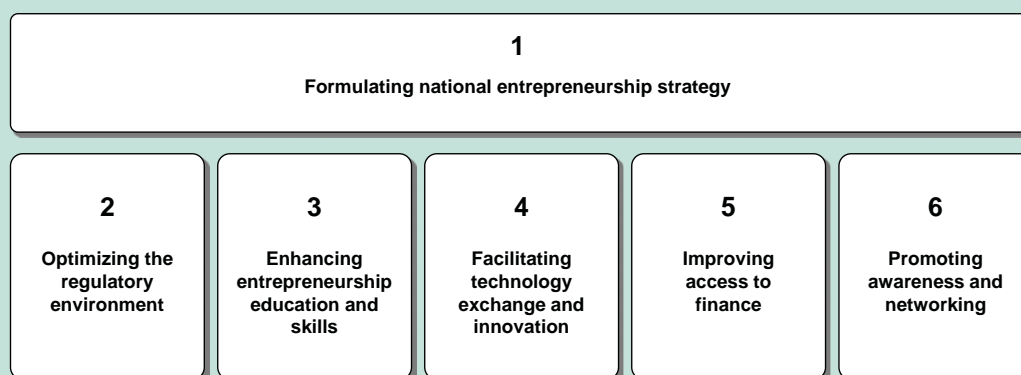 1
Formulating national entrepreneurship strategy
2
Optimizing the
regulatory
environment
3
Enhancing
entrepreneurship
education and
skills
4
Facilitating
technology
exchange and
innovation
5
Improving
access to
finance
6
Promoting
awareness and
networking